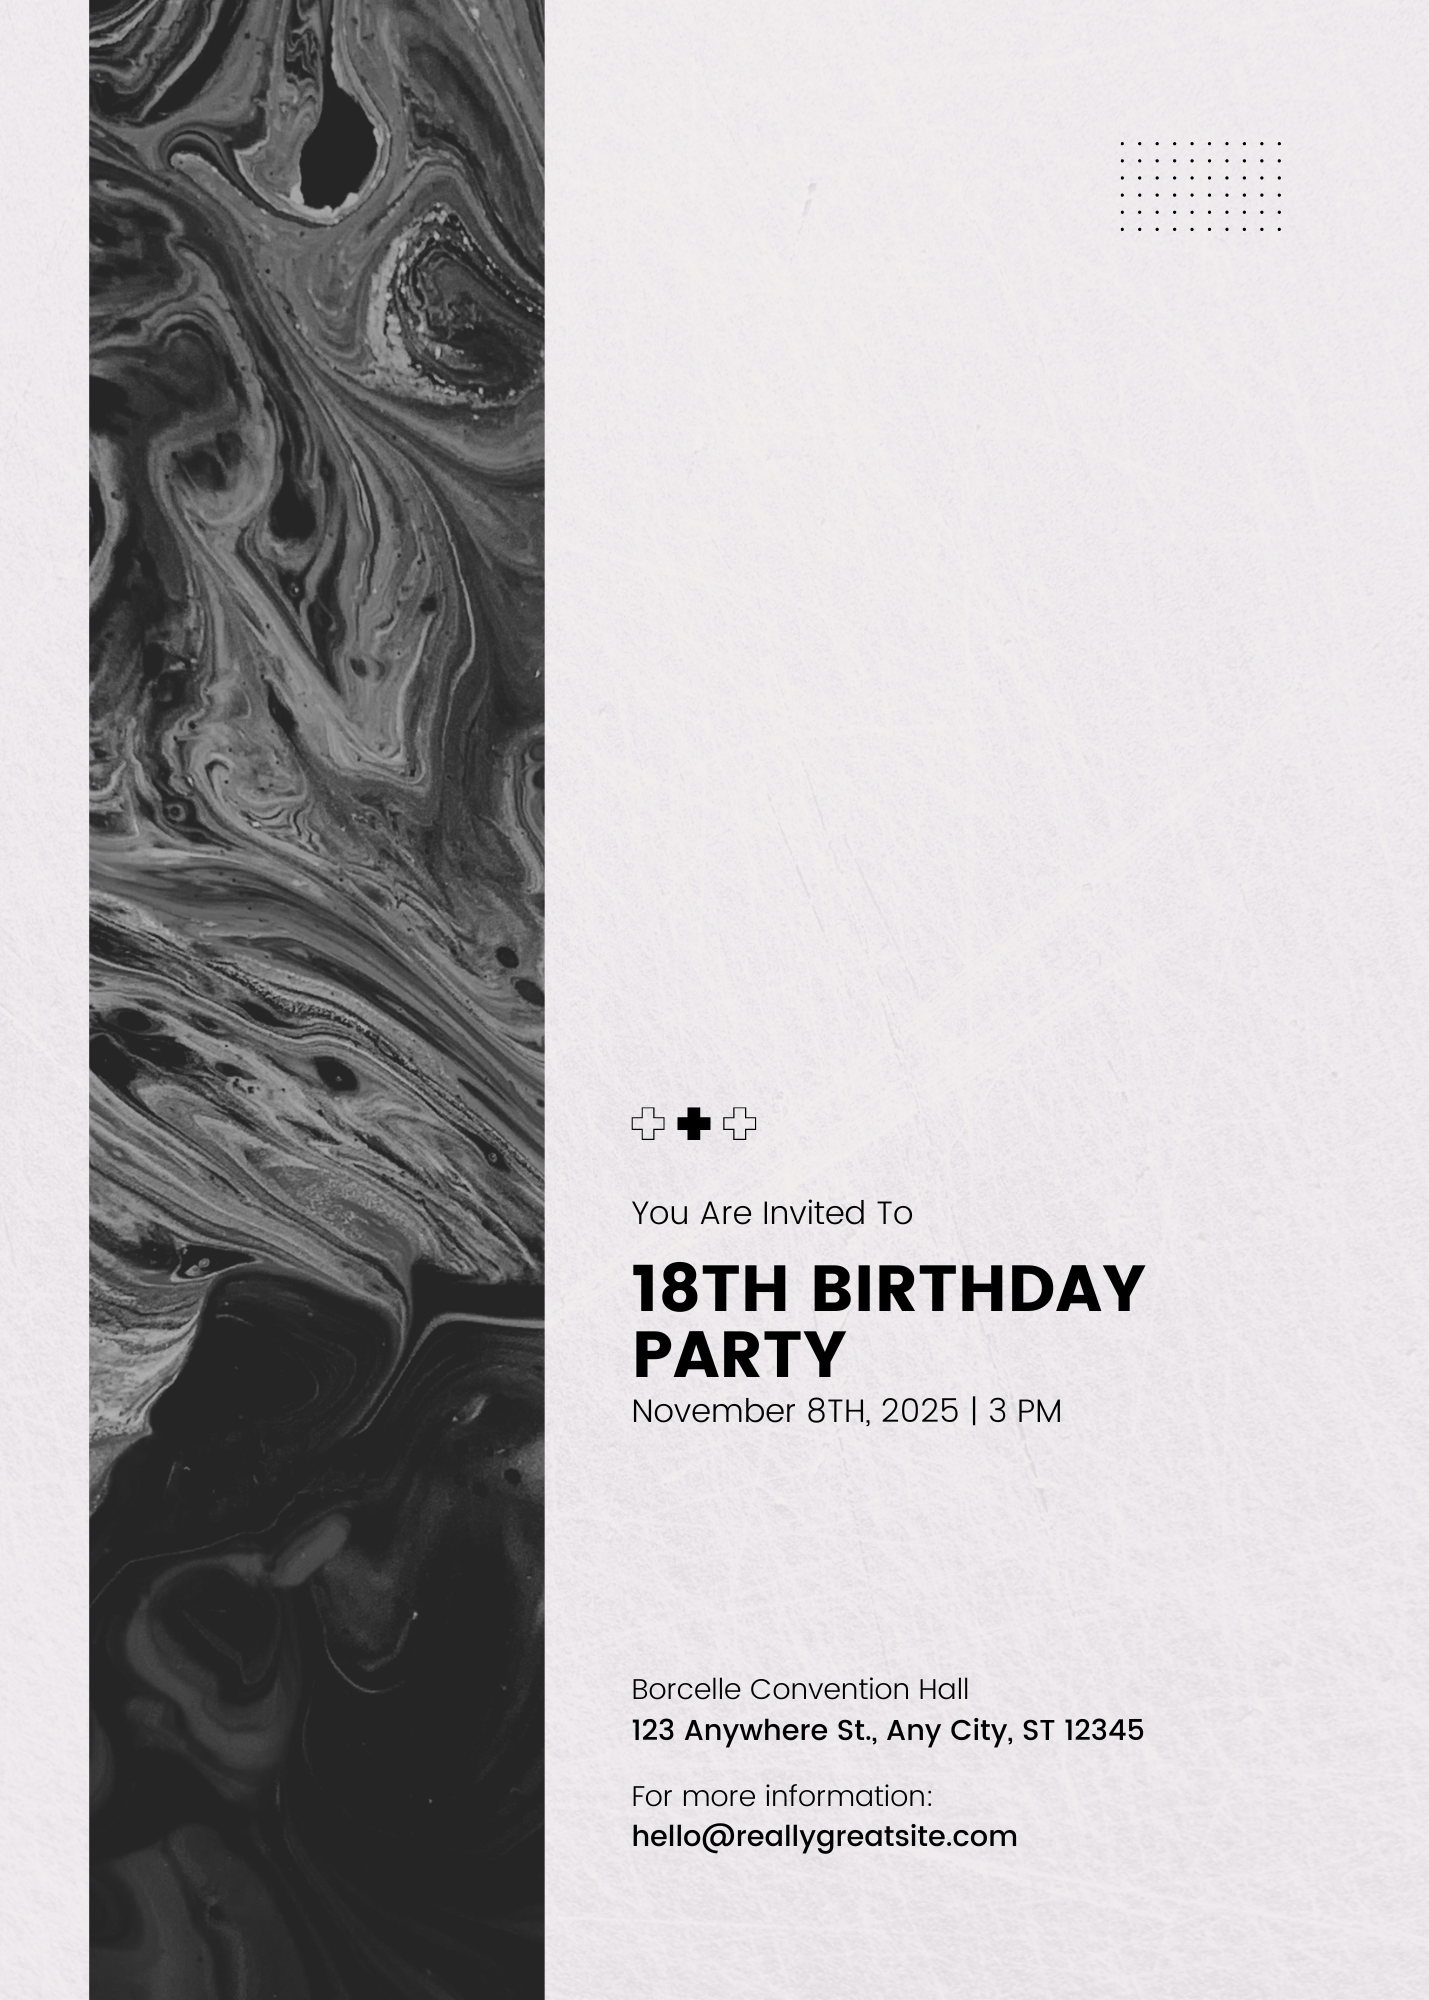 You Are Invited To
18TH BIRTHDAY
PARTY
November 8TH, 2025 | 3 PM
Borcelle Convention Hall
123 Anywhere St., Any City, ST 12345
For more information:
hello@reallygreatsite.com